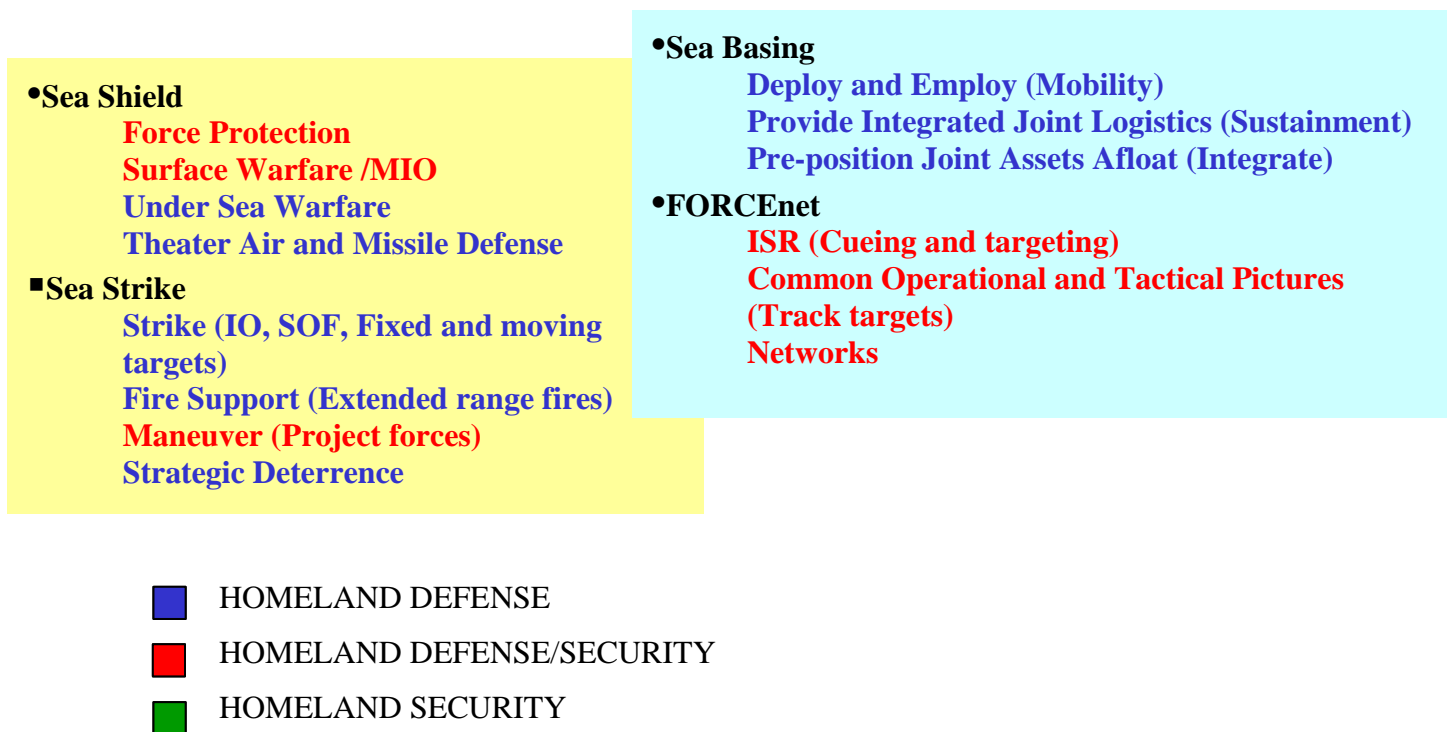 •Sea Shield
Force Protection
Surface Warfare /MIO
Under Sea Warfare
Theater Air and Missile Defense
▪Sea Strike
Strike (IO, SOF, Fixed and moving
targets)
Fire Support (Extended range fires)
Maneuver (Project forces)
Strategic Deterrence
•Sea Basing
Deploy and Employ (Mobility)
Provide Integrated Joint Logistics (Sustainment)
Pre-position Joint Assets Afloat (Integrate)
•FORCEnet
ISR (Cueing and targeting)
Common Operational and Tactical Pictures
(Track targets)
Networks
HOMELAND DEFENSE
HOMELAND DEFENSE/SECURITY
HOMELAND SECURITY